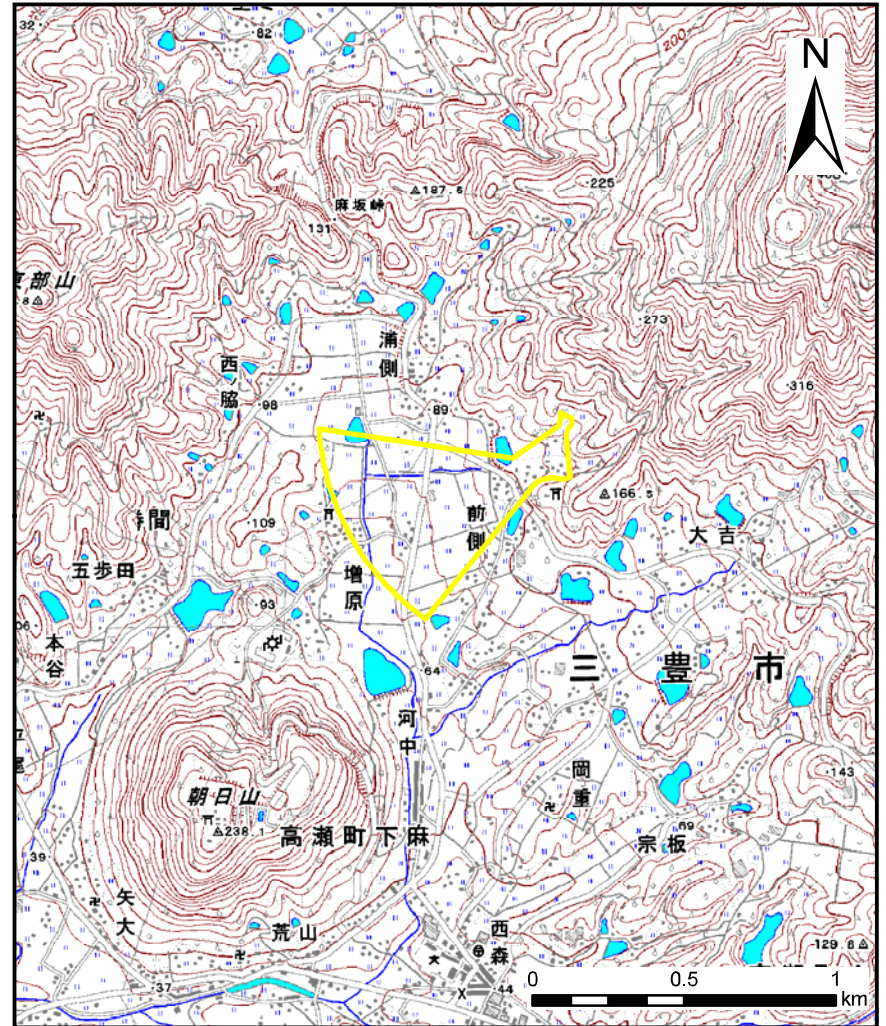 32
82
200
N
225
187.6
麻坂峠
131
部山
8
273
浦側
西ノ脇
316
98
89
166.5
109
前側
大吉
間
五歩田
増原
93
本谷
64
三豊市
河中
岡重
143
朝日山
238.1
高瀬町下麻
69
宗板
39
矢大
西森
荒山
129.6
37
44
0
0.5
1
km